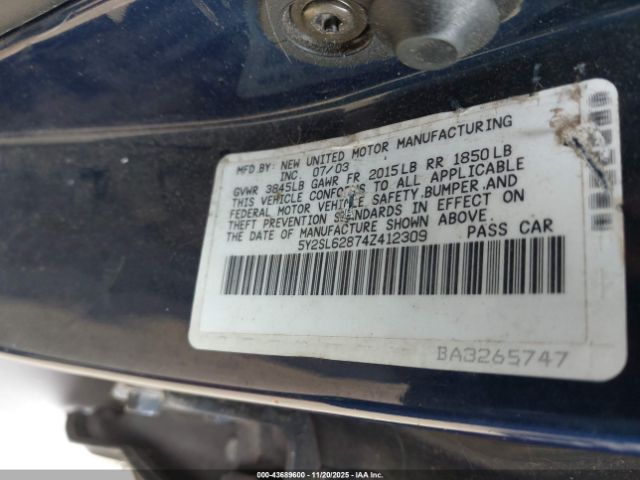 MFD.BY: NEW UNITED MOTOR MANUFACTURING
INC. 07/03
GVWR 3845LB GAWR FR 2015LB RR 1850LB
THIS VEHICLE CONFORMS TO ALL APPLICABLE
FEDERAL MOTOR VEHICLE SAFETY,BUMPER,AND
THEFT PREVENTION STANDARDS IN EFFECT ON
THE DATE OF MANUFACTURE SHOWN ABOVE.
5Y2SL62874Z412309 PASS CAR
BA3265747
000-43689600 - 11/20/2025 - IAA Inc. - Copyright